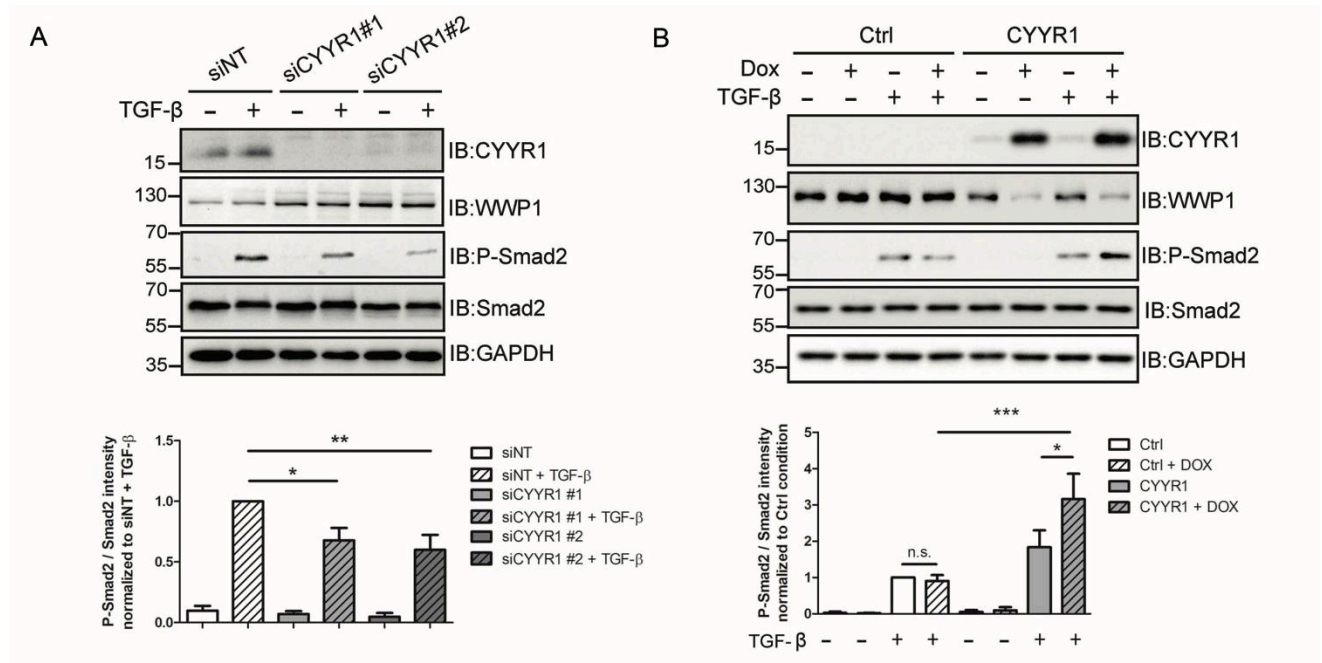 A
siNT siCYYR1#1 siCYYR1#2
TGF-β – + – + – +
15 IB:CYYR1
130 IB:WWP1
70
55 IB:P-Smad2
70
IB:Smad2
55
35 IB:GAPDH
P-Smad2 / Smad2 intensity
normalized to siNT + TGF-β
1.5
1.0
0.5
0.0
*
**
siNT
siNT + TGF-β
siCYYR1 #1
siCYYR1 #1 + TGF-β
siCYYR1 #2
siCYYR1 #2 + TGF-β
B
Ctrl CYYR1
Dox – + – + – + – +
TGF-β – – + + – – + +
15 IB:CYYR1
130 IB:WWP1
70
IB:P-Smad2
55
70
IB:Smad2
55
35 IB:GAPDH
P-Smad2 / Smad2 intensity
normalized to Ctrl condition
5
4
3
2
1
0
n.s.
***
*
TGF- β – – + + – – + +
Ctrl
Ctrl + DOX
CYYR1
CYYR1 + DOX